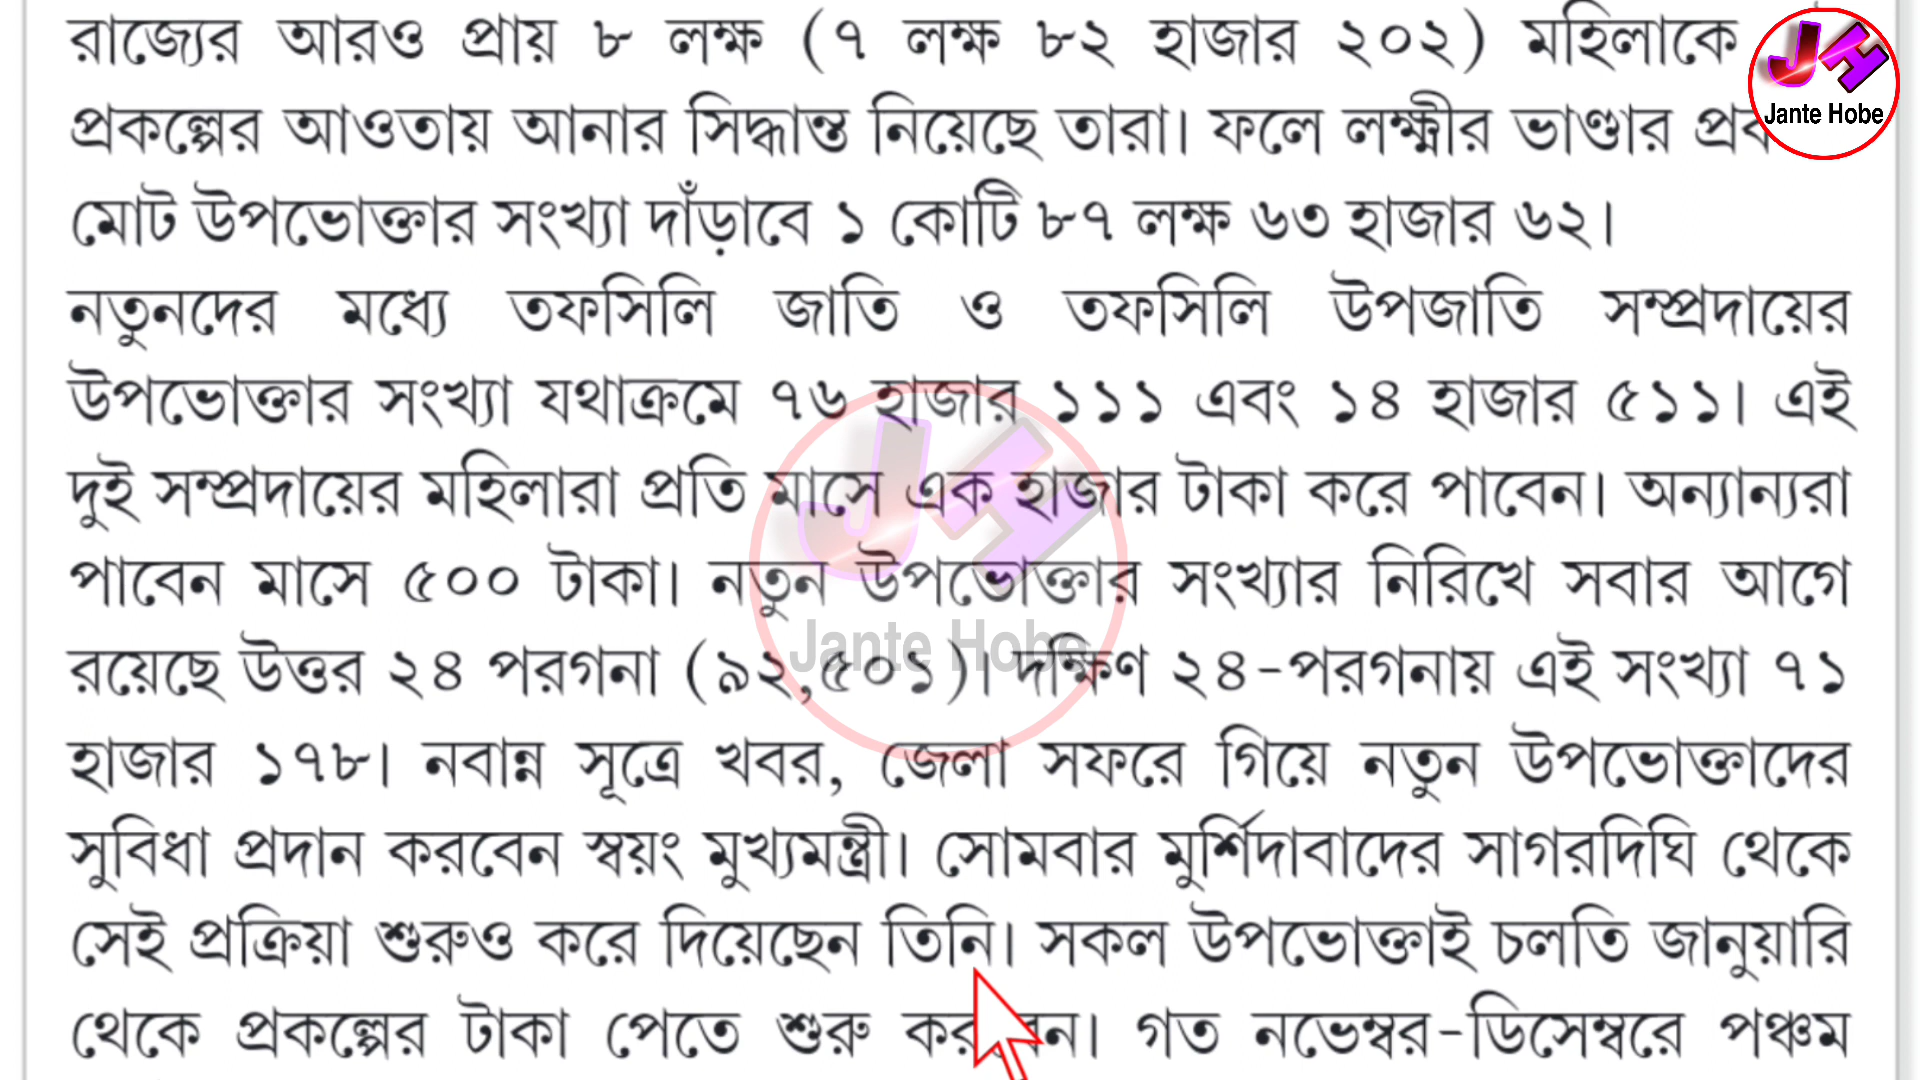 রাজ্যের আরও প্রায় ৮ লক্ষ (৭ লক্ষ ৮২ হাজার ২০২) মহিলাকে
প্রকল্পের আওতায় আনার সিদ্ধান্ত নিয়েছে তারা। ফলে লক্ষ্মীর ভাণ্ডার
মোট উপভোক্তার সংখ্যা দাঁড়াবে ১ কোটি ৮৭ লক্ষ ৬৩ হাজার ৬২।
নতুনদের মধ্যে তফসিলি জাতি ও তফসিলি উপজাতি সম্প্রদায়ের
উপভোক্তার সংখ্যা যথাক্রমে ৭৬ হাজার ১১১ এবং ১৪ হাজার ৫১১। এই
দুই সম্প্রদায়ের মহিলারা প্রতি মাসে এক হাজার টাকা করে পাবেন। অন্যান্যরা
পাবেন মাসে ৫০০ টাকা। নতুন উপভোক্তার সংখ্যার নিরিখে সবার আগে
রয়েছে উত্তর ২৪ পরগনা (৯২,৫০১)। দক্ষিণ ২৪-পরগনায় এই সংখ্যা ৭১
হাজার ১৭৮। নবান্ন সূত্রে খবর, জেলা সফরে গিয়ে নতুন উপভোক্তাদের
সুবিধা প্রদান করবেন স্বয়ং মুখ্যমন্ত্রী। সোমবার মুর্শিদাবাদের সাগরদিঘি থেকে
সেই প্রক্রিয়া শুরুও করে দিয়েছেন তিনি। সকল উপভোক্তাই চলতি জানুয়ারি
থেকে প্রকল্পের টাকা পেতে শুরু করবেন। গত নভেম্বর-ডিসেম্বরে পঞ্চম
JH
Jante Hobe
JH
Jante Hobe